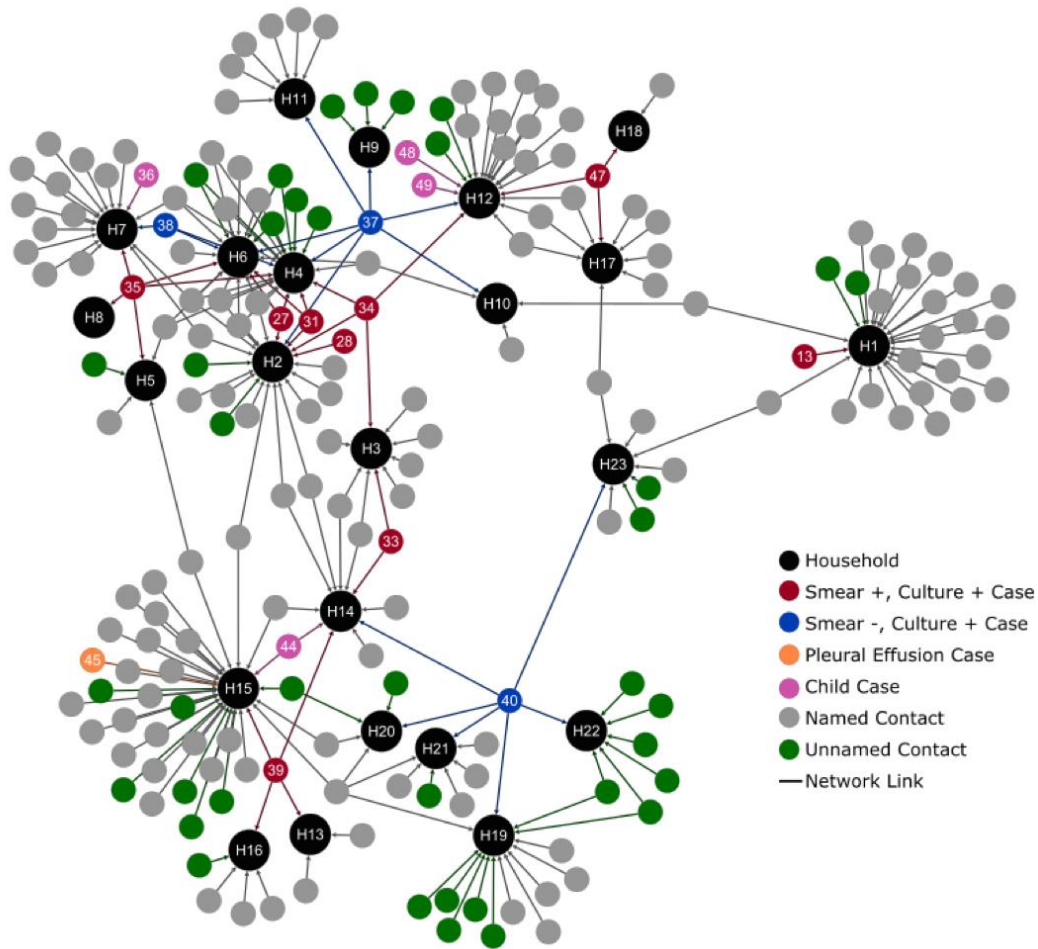 H11
H9
48
49
H12
H18
47
36
H7
38
37
H6
H4
H17
35
H8
27
31
34
H10
28
H2
H5
13
H1
H3
H23
33
H14
44
45
H15
40
H20
H21
H22
39
H13
H16
H19
Household
Smear +, Culture + Case
Smear -, Culture + Case
Pleural Effusion Case
Child Case
Named Contact
Unnamed Contact
Network Link